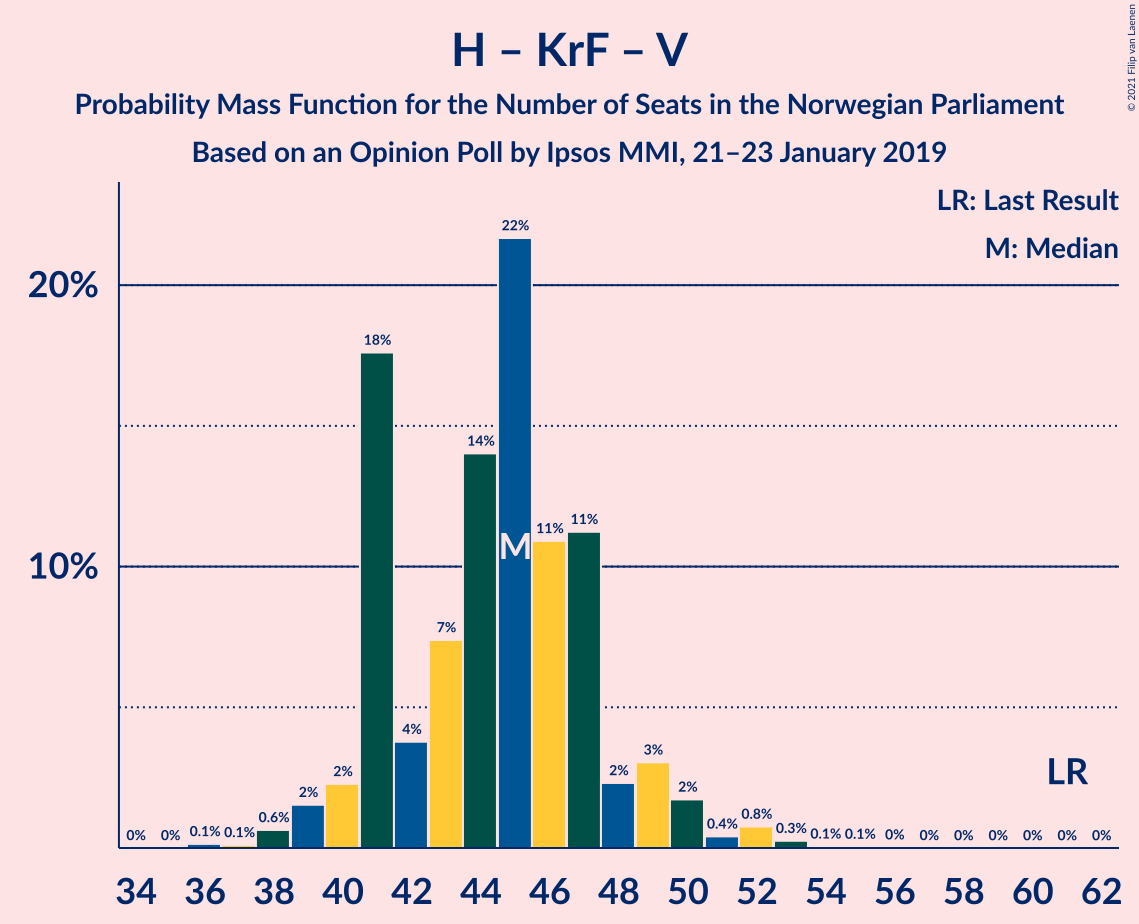 H – KrF – V
Probability Mass Function for the Number of Seats in the Norwegian Parliament
Based on an Opinion Poll by Ipsos MMI, 21–23 January 2019
© 2021 Filip van Laenen
LR: Last Result
M: Median
20%
10%
0% 0% 0.1% 0.1% 0.6% 2% 2% 18% 4% 7% 14% 22% 11% 11% 2% 3% 2% 0.4% 0.8% 0.3% 0.1% 0.1% 0% 0% 0% 0% 0% 0% 0%
M
LR
34 36 38 40 42 44 46 48 50 52 54 56 58 60 62